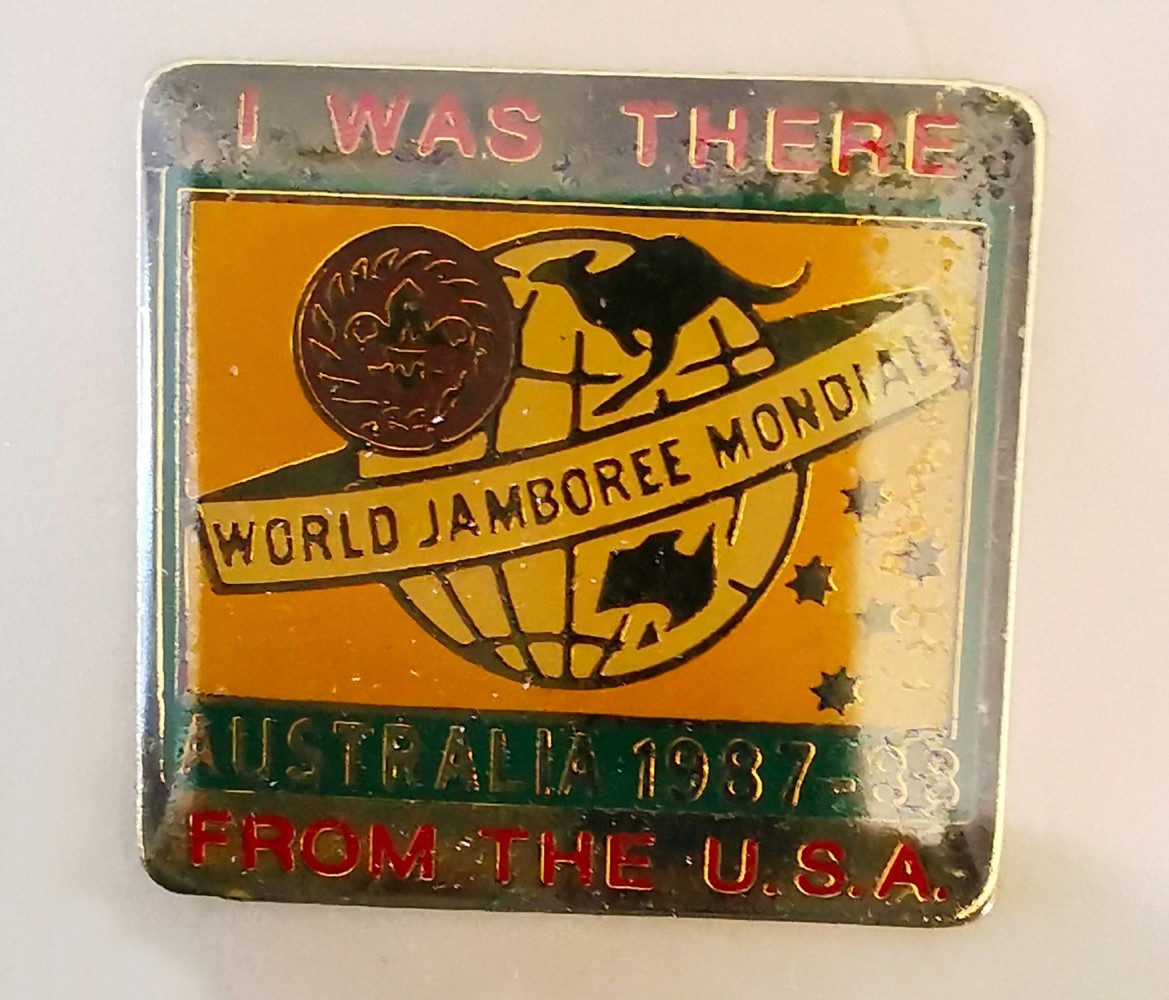 I WAS THERE
WORLD JAMBOREE MONDIAL
AUSTRALIA 1987-88
FROM THE U.S.A.